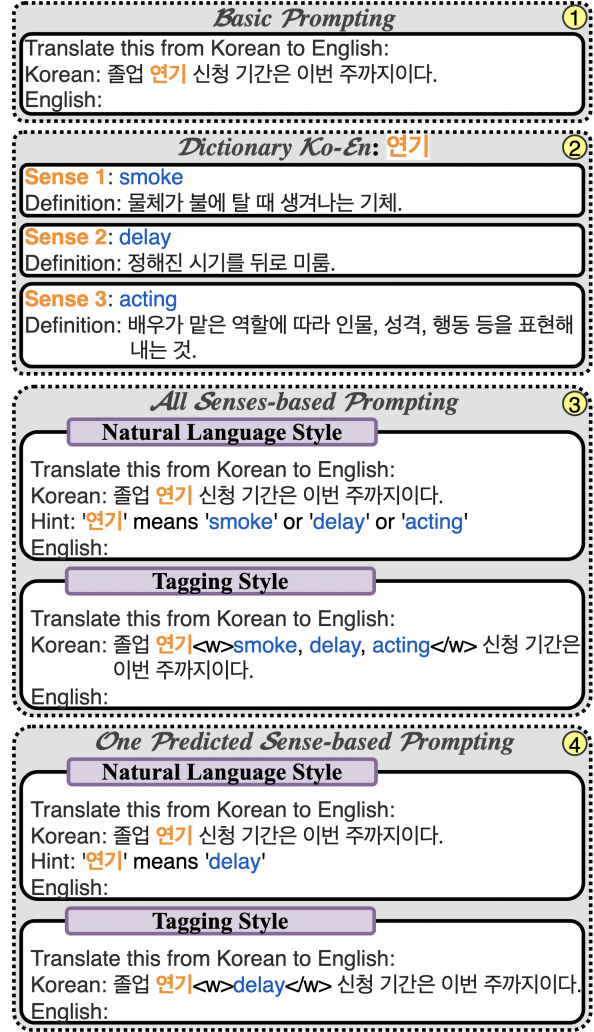 Basic Prompting
1
Translate this from Korean to English:
Korean: 졸업 연기 신청 기간은 이번 주까지이다.
English:
Dictionary Ko-En: 연기
2
Sense 1: smoke
Definition: 물체가 불에 탈 때 생겨나는 기체.
Sense 2: delay
Definition: 정해진 시기를 뒤로 미룸.
Sense 3: acting
Definition: 배우가 맡은 역할에 따라 인물, 성격, 행동 등을 표현해
내는 것.
All Senses-based Prompting
3
Natural Language Style
Translate this from Korean to English:
Korean: 졸업 연기 신청 기간은 이번 주까지이다.
Hint: '연기' means 'smoke' or 'delay' or 'acting'
English:
Tagging Style
Translate this from Korean to English:
Korean: 졸업 연기<w>smoke, delay, acting</w> 신청 기간은
이번 주까지이다.
English:
One Predicted Sense-based Prompting
4
Natural Language Style
Translate this from Korean to English:
Korean: 졸업 연기 신청 기간은 이번 주까지이다.
Hint: '연기' means 'delay'
English:
Tagging Style
Translate this from Korean to English:
Korean: 졸업 연기<w>delay</w> 신청 기간은 이번 주까지이다.
English: